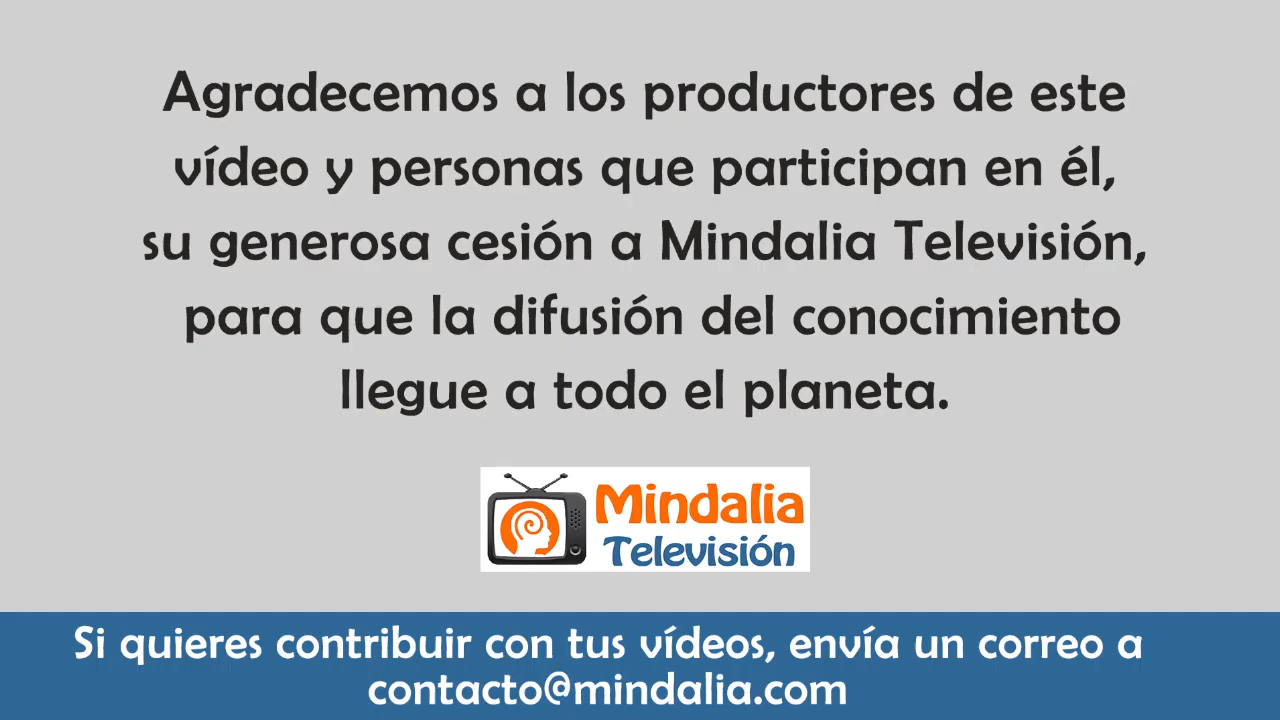 Agradecemos a los productores de este
vídeo y personas que participan en él,
su generosa cesión a Mindalia Televisión,
para que la difusión del conocimiento
llegue a todo el planeta.
Mindalia
Televisión
Si quieres contribuir con tus vídeos, envía un correo a
contacto@mindalia.com